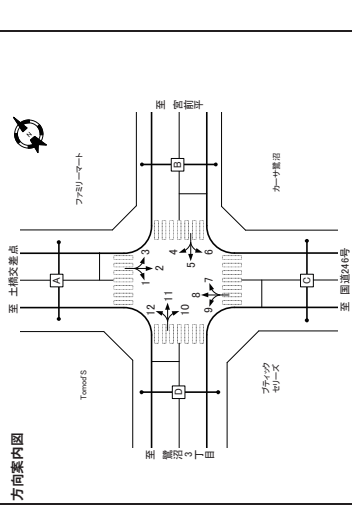 方向案内図
N
至 土橋交差点
ファミリーマート
Tomod'S
A
至 宮前平
B
1
2
3
4
5
6
7
8
9
10
11
12
D
至 鷺沼3丁目
カーサ鷺沼
ブティック
セリーズ
C
至 国道246号